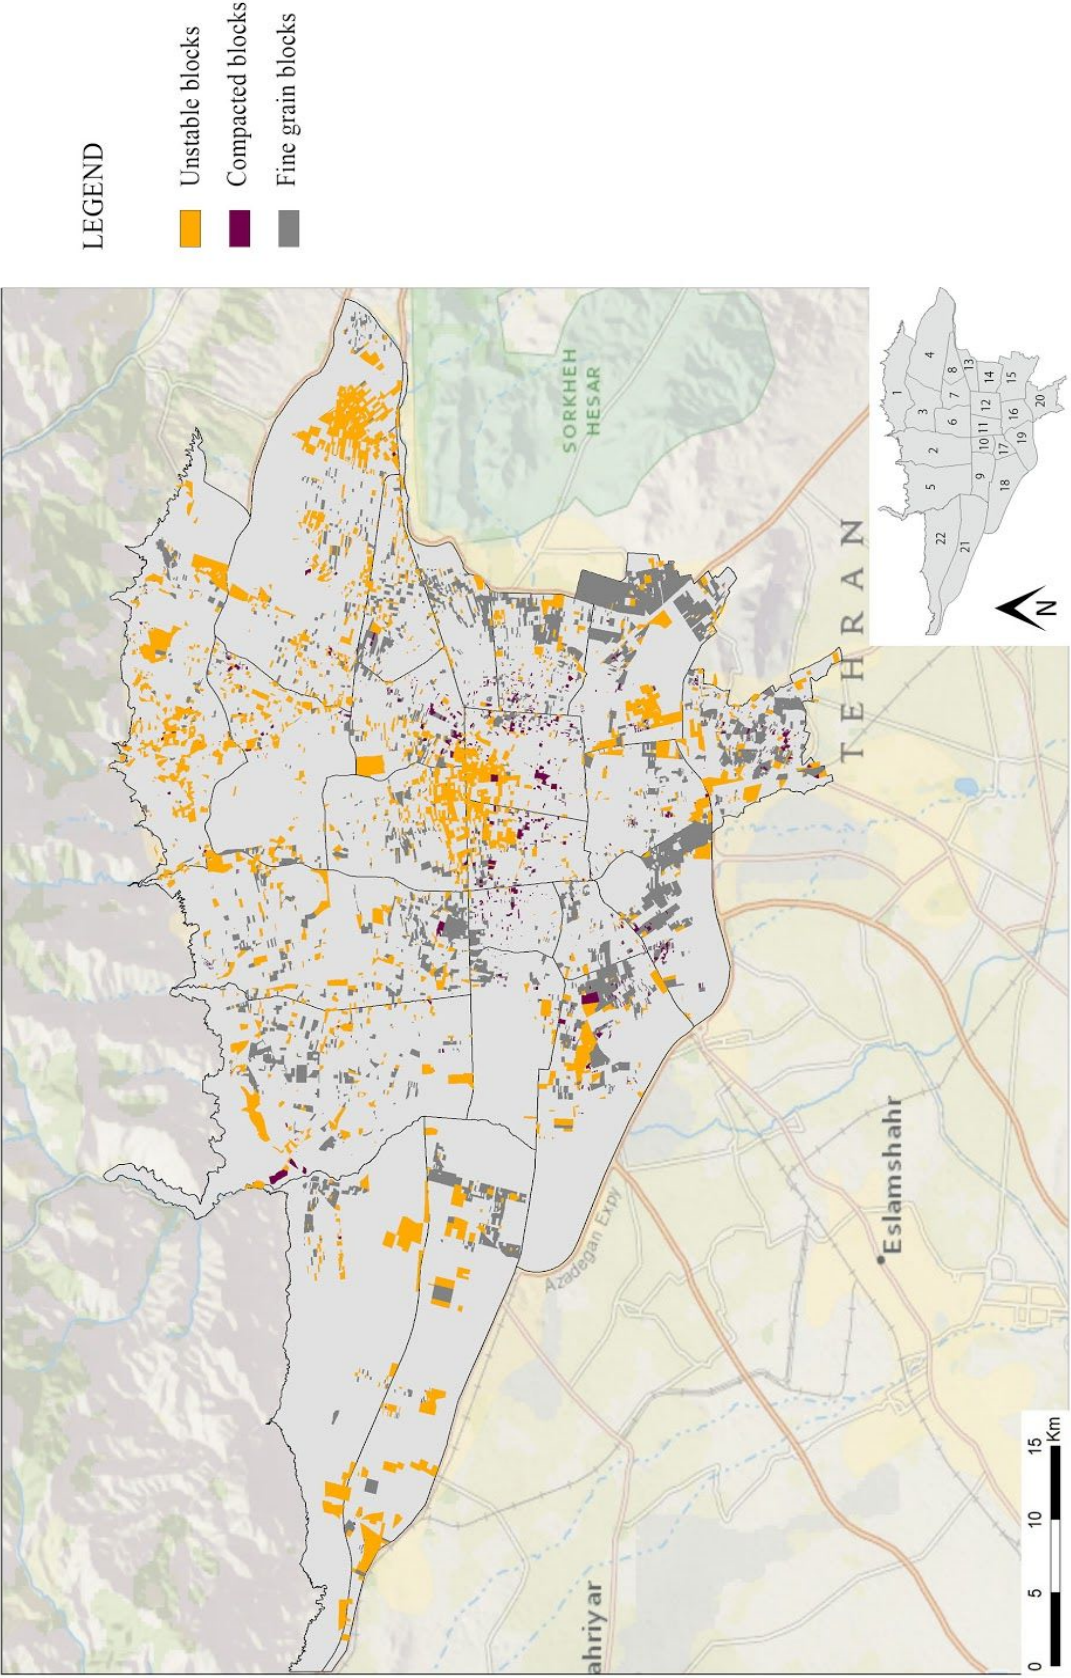 LEGEND
Unstable blocks
Compacted blocks
Fine grain blocks
SORKHEH
HESAR
TEHRAN
Azadegan Expy
Eslamshahr
ahriyar
1
2
3
4
5
6
7
8
9
10
11
12
13
14
15
16
17
18
19
20
21
22
N
0 5 10 15
Km